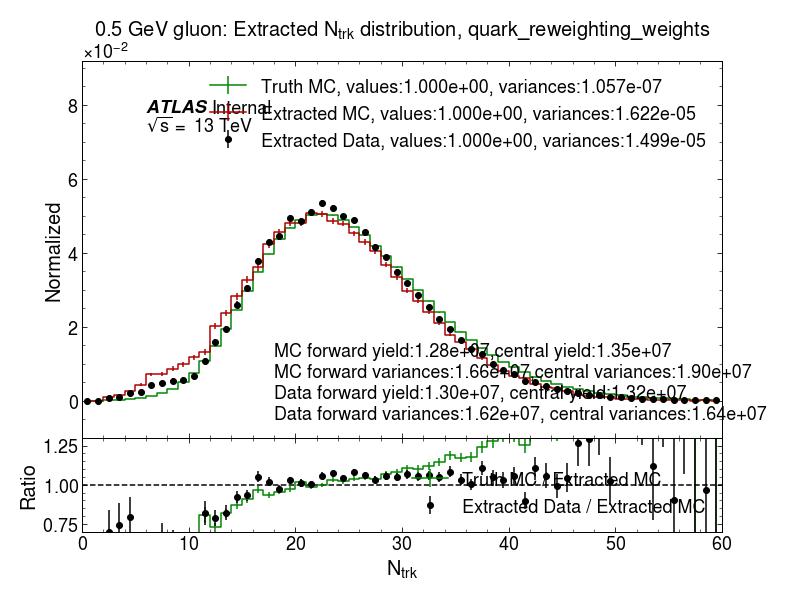 0.5 GeV gluon: Extracted Ntrk distribution, quark_reweighting_weights
×10−2
Truth MC, values:1.000e+00, variances:1.057e-07
ATLAS Internal
Extracted MC, values:1.000e+00, variances:1.622e-05
√s = 13 TeV
Extracted Data, values:1.000e+00, variances:1.499e-05
Normalized
8
6
4
2
0
MC forward yield:1.28e+07,central yield:1.35e+07
MC forward variances:1.66e+07,central variances:1.90e+07
Data forward yield:1.30e+07, central yield:1.32e+07
Data forward variances:1.62e+07, central variances:1.64e+07
Ratio
1.25
1.00
0.75
Truth MC / Extracted MC
Extracted Data / Extracted MC
0 10 20 30 40 50 60
Ntrk